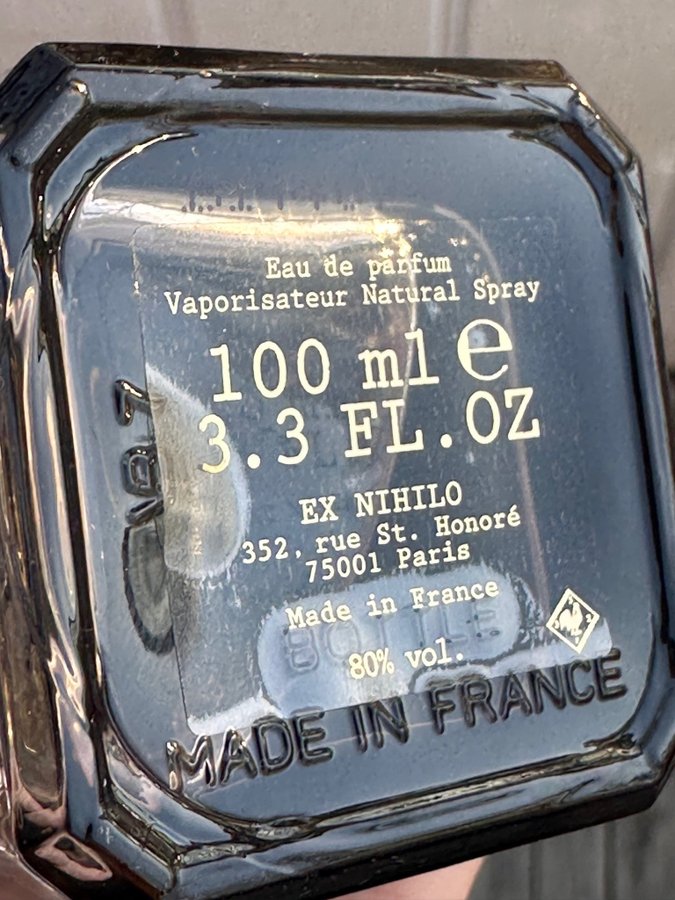 Eau de parfum
Vaporisateur Natural Spray
100 ml e
3.3 FL.OZ
EX NIHILO
352, rue St. Honoré
75001 Paris
Made in France
80% vol.
BOTTLE
MADE IN FRANCE